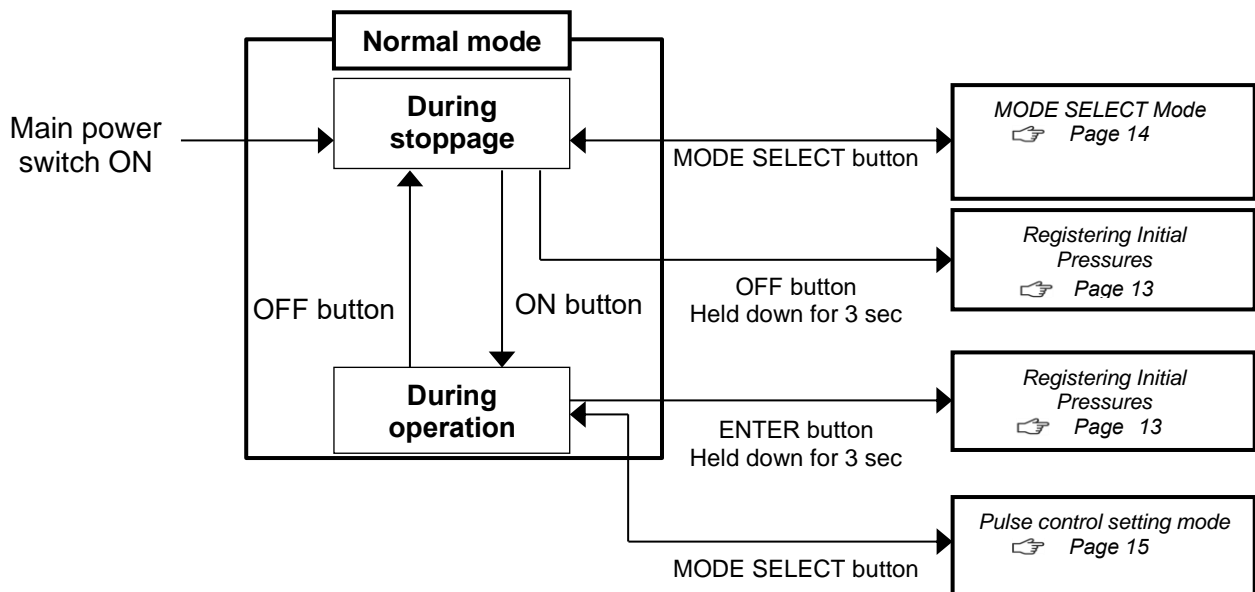 Normal mode
Main power
switch ON
During
stoppage
MODE SELECT button
MODE SELECT Mode
☞ Page 14
OFF button
Held down for 3 sec
Registering Initial
Pressures
☞ Page 13
OFF button
ON button
During
operation
ENTER button
Held down for 3 sec
Registering Initial
Pressures
☞ Page 13
MODE SELECT button
Pulse control setting mode
☞ Page 15